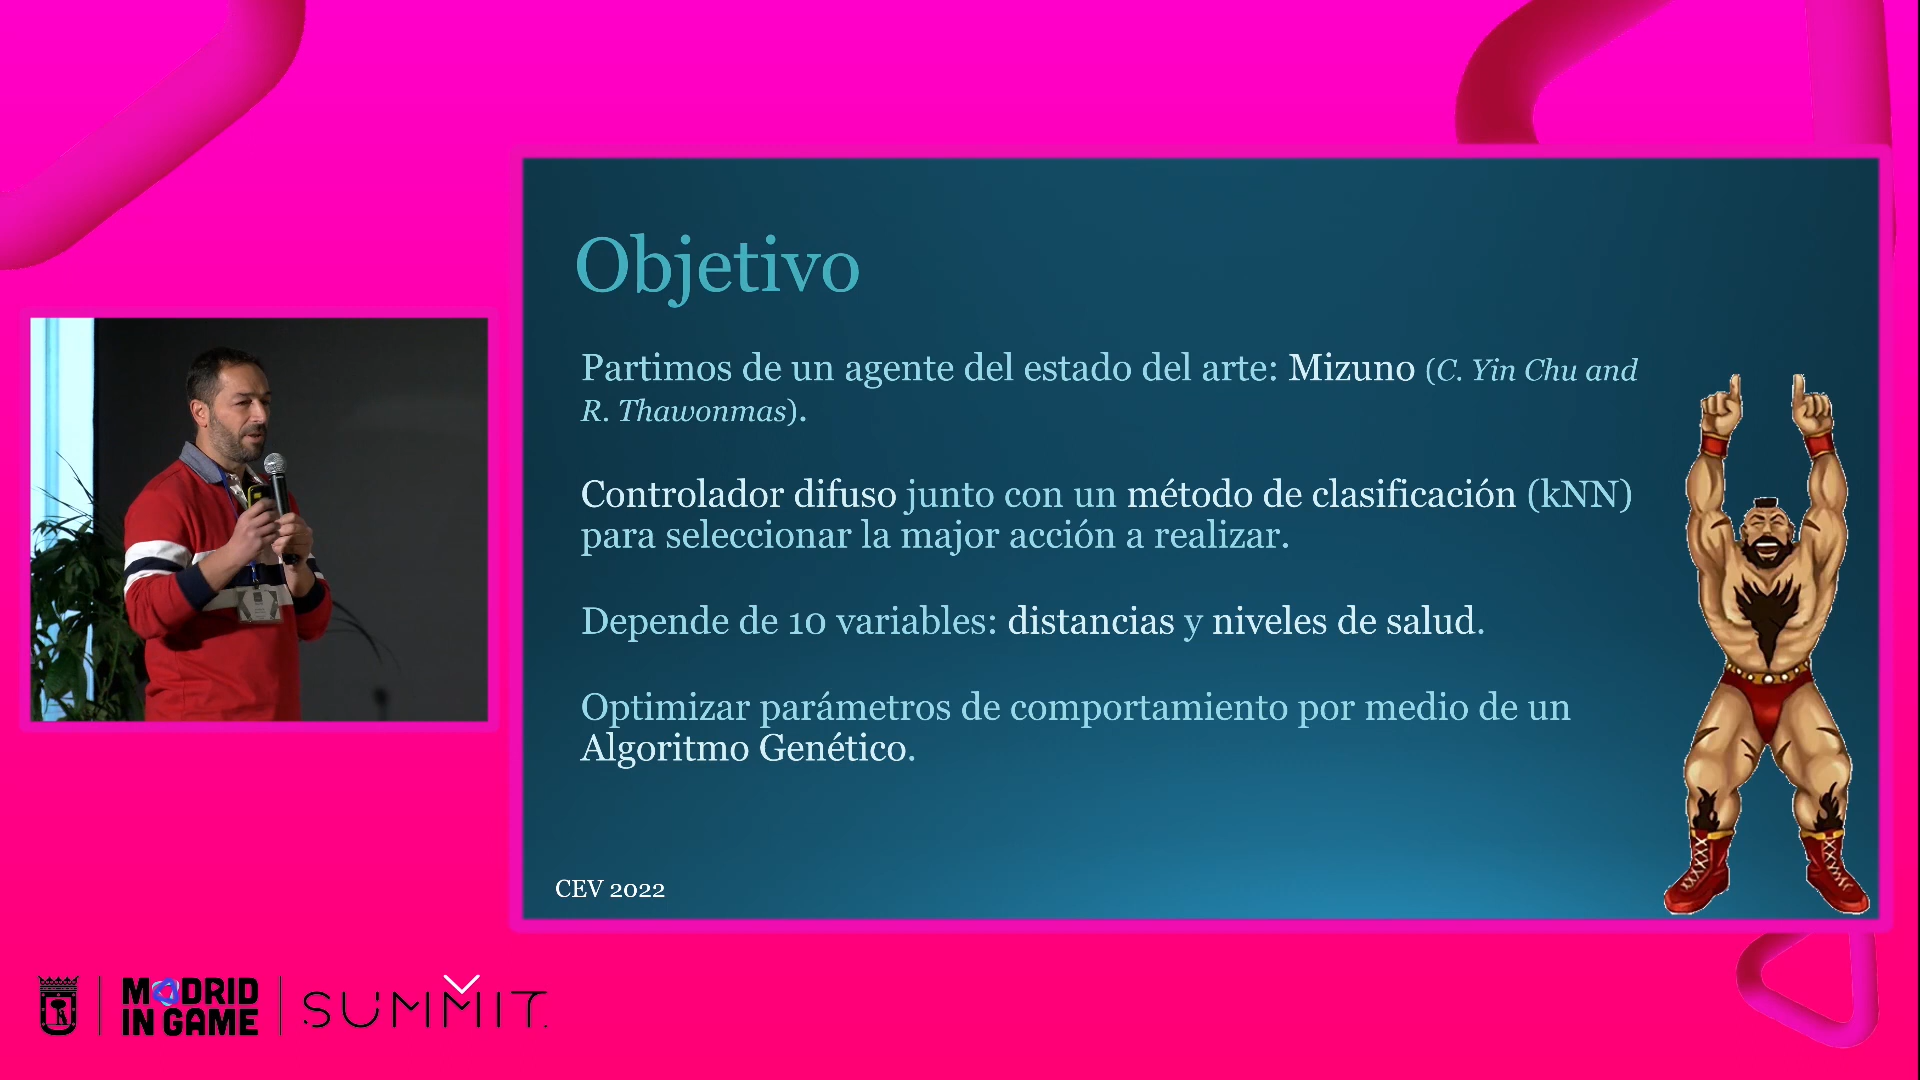 Objetivo
Partimos de un agente del estado del arte: Mizuno (C. Yin Chu and
R. Thawonmas).
Controlador difuso junto con un método de clasificación (kNN)
para seleccionar la major acción a realizar.
Depende de 10 variables: distancias y niveles de salud.
Optimizar parámetros de comportamiento por medio de un
Algoritmo Genético.
CEV 2022
MADRID
IN GAME
SUMMIT.